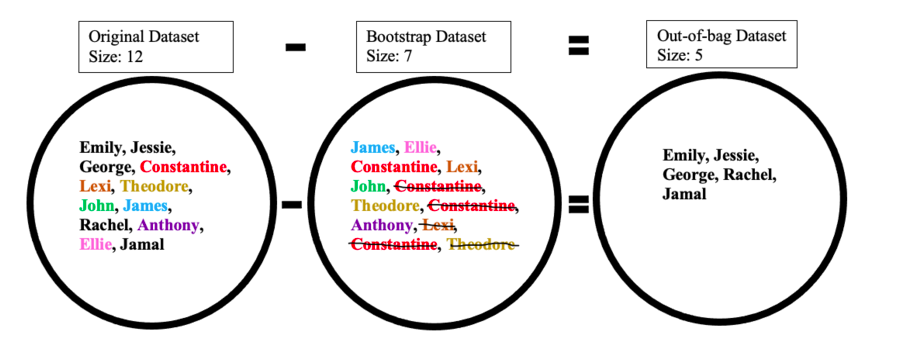 Original Dataset
Size: 12
Bootstrap Dataset
Size: 7
Out-of-bag Dataset
Size: 5
Emily, Jessie,
George, Constantine,
Lexi, Theodore,
John, James,
Rachel, Anthony,
Ellie, Jamal
James, Ellie,
Constantine, Lexi,
John, Constantine,
Theodore, Constantine,
Anthony, Lexi,
Constantine, Theodore
Emily, Jessie,
George, Rachel,
Jamal